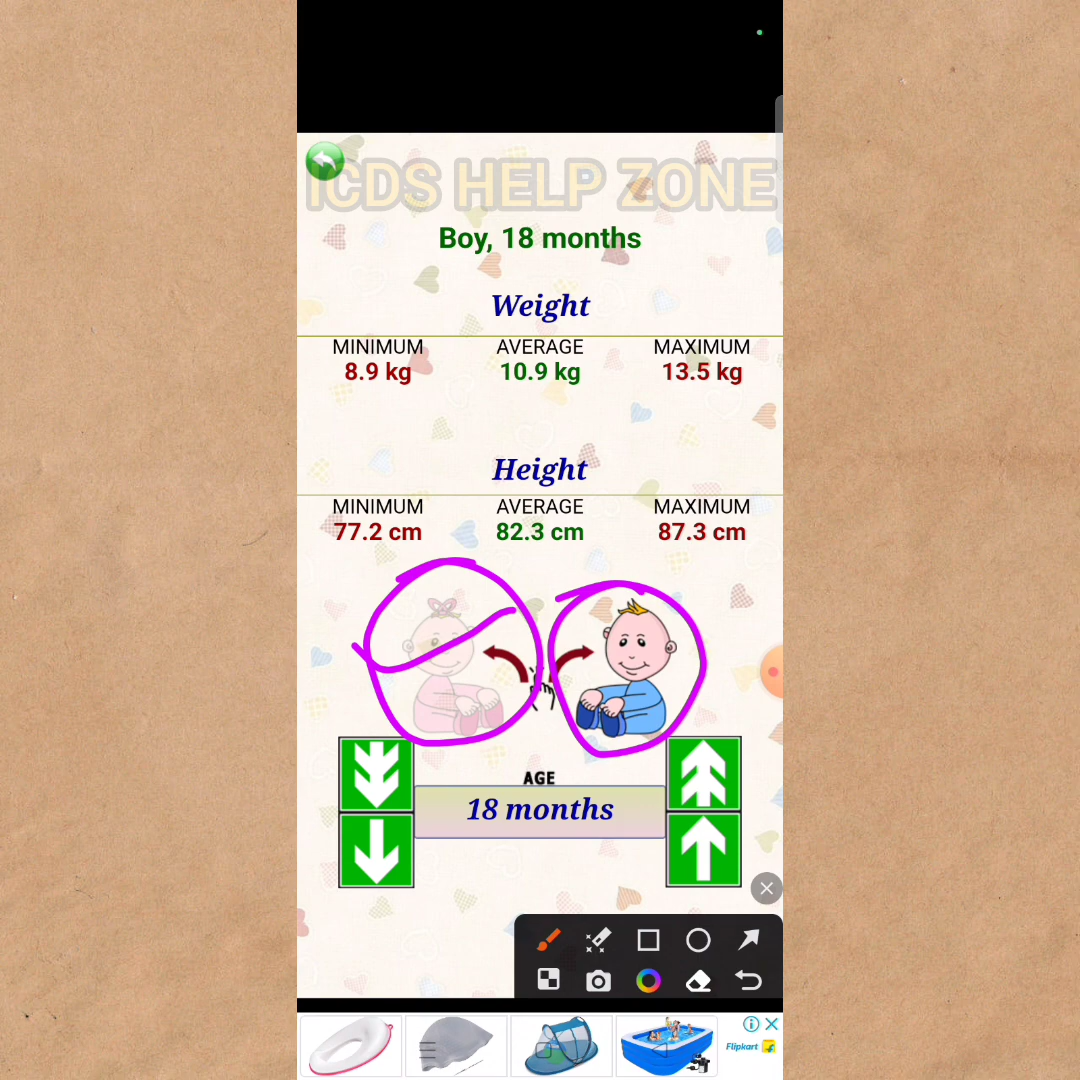 ICDS HELP ZONE
Boy, 18 months
Weight
MINIMUM AVERAGE MAXIMUM
8.9 kg 10.9 kg 13.5 kg
Height
MINIMUM AVERAGE MAXIMUM
77.2 cm 82.3 cm 87.3 cm
AGE
18 months
Flipkart